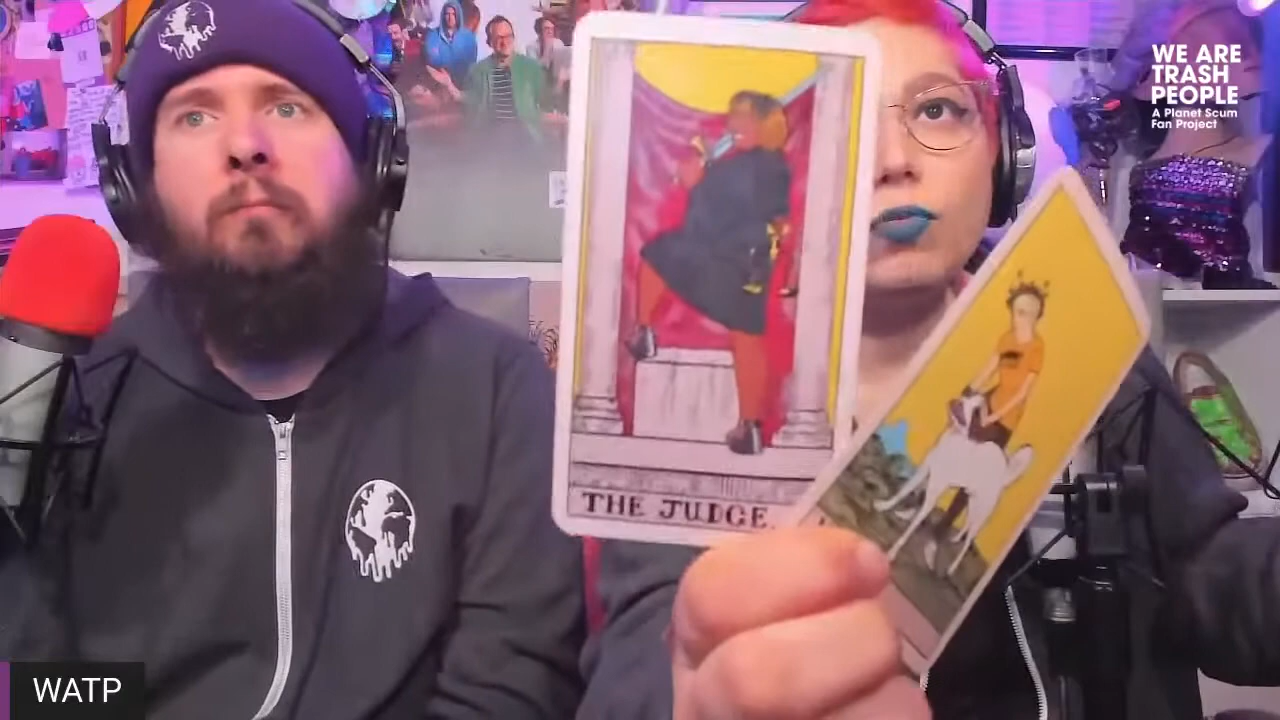 WE ARE
TRASH
PEOPLE
A Planet Scum
Fan Project
THE JUDGE.
WATP